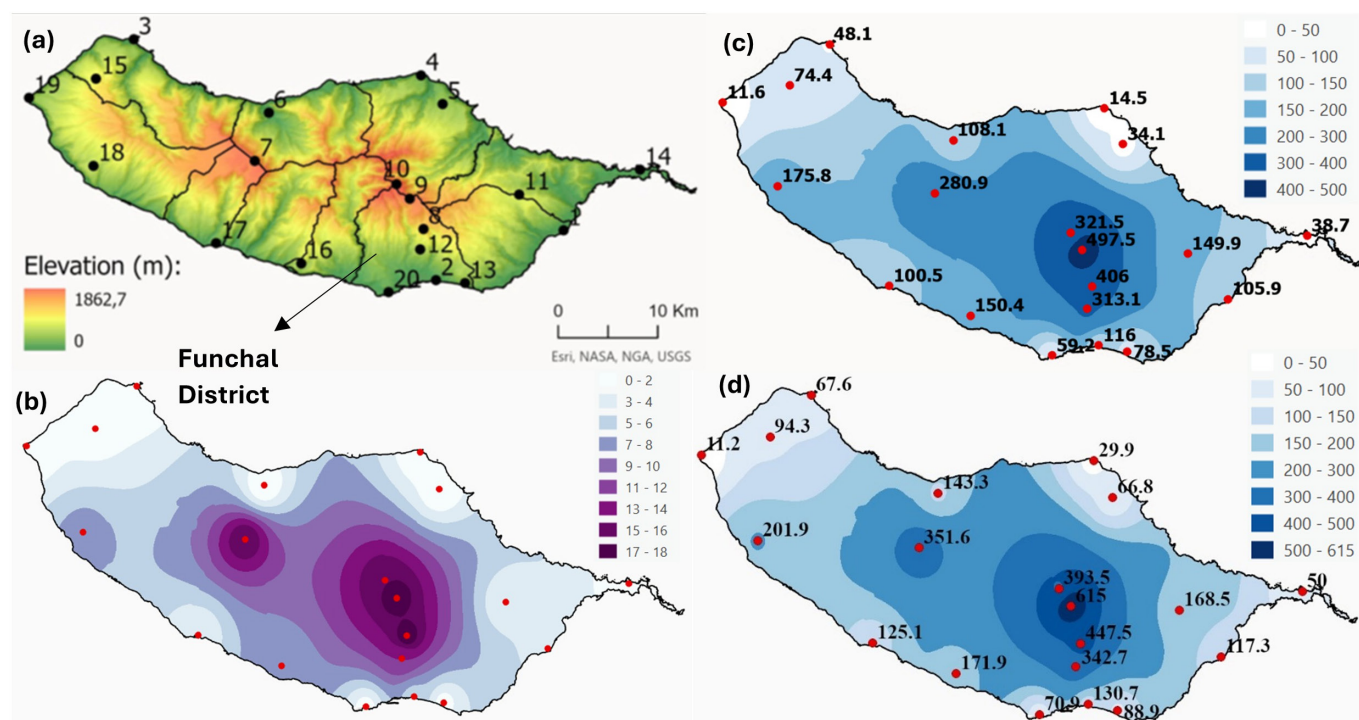 (a)
3
15
19
4
5
6
7
18
10
9
14
11
8
1
12
17
16
20
2
13
Elevation (m):
1862,7
0
0
10 Km
Esri, NASA, NGA, USGS
Funchal
District
(b)
0 - 2
3 - 4
5 - 6
7 - 8
9 - 10
11 - 12
13 - 14
15 - 16
17 - 18
(c)
48.1
74.4
11.6
14.5
34.1
108.1
175.8
280.9
321.5
497.5
38.7
149.9
406
313.1
105.9
100.5
150.4
59.2
116
78.5
0 - 50
50 - 100
100 - 150
150 - 200
200 - 300
300 - 400
400 - 500
(d)
67.6
94.3
11.2
29.9
66.8
143.3
201.9
351.6
393.5
615
50
168.5
447.5
342.7
117.3
125.1
171.9
70.9
130.7
88.9
0 - 50
50 - 100
100 - 150
150 - 200
200 - 300
300 - 400
400 - 500
500 - 615